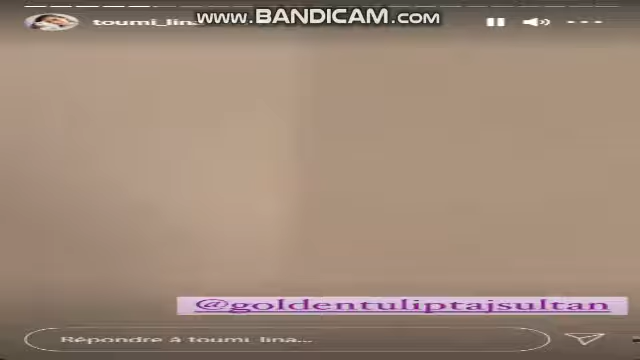 www.BANDICAM.com
toumi_lina
@goldentuliptajsultan
Répondre à toumi_lina...